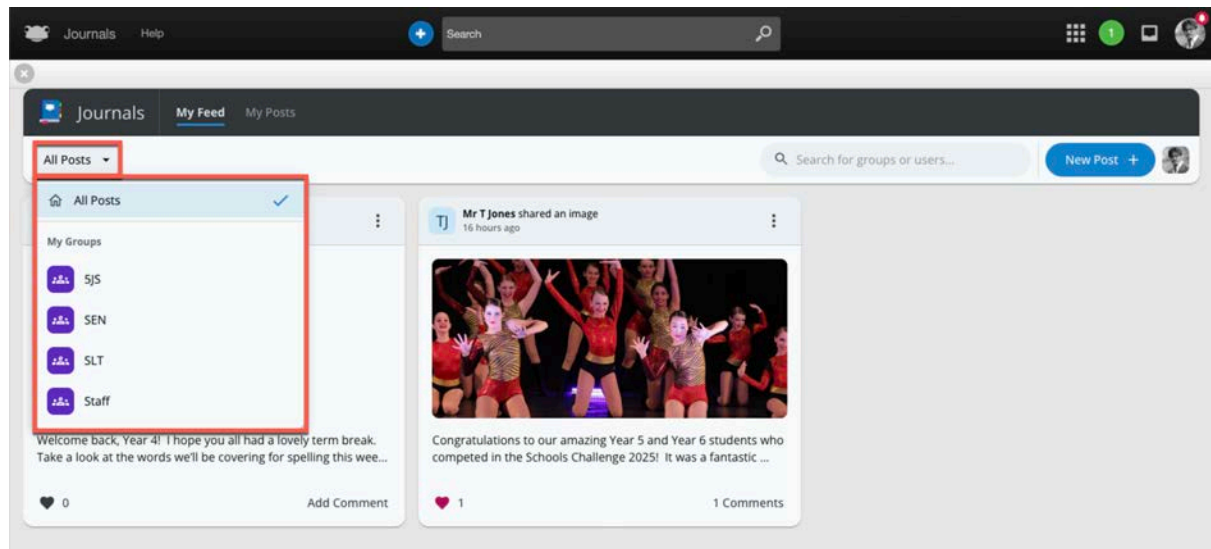 Journals Help Search 1
Journals My Feed My Posts
All Posts Search for groups or users... New Post +
All Posts
My Groups
5JS
SEN
SLT
Staff
Welcome back, Year 4! I hope you all had a lovely term break.
Take a look at the words we'll be covering for spelling this wee...
0 Add Comment
TJ Mr T Jones shared an image
16 hours ago
Congratulations to our amazing Year 5 and Year 6 students who
competed in the Schools Challenge 2025! It was a fantastic ...
1 1 Comments